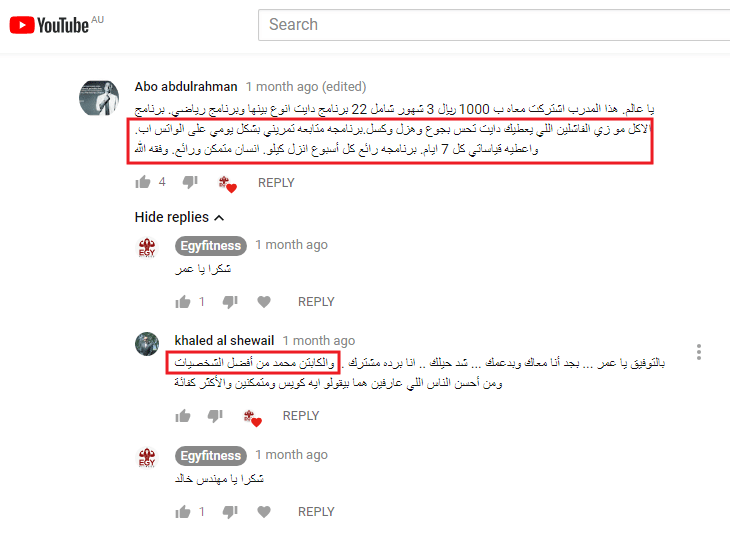 YouTube AU
Search
Abo abdulrahman 1 month ago (edited)
يا عالم. هذا المدرب اشتركت معاه ب 1000 ريال 3 شهور شامل 22 برنامج دايت انوع بينها وبرنامج رياضي. برنامج
الاكل مو زي الفاشلين اللي يعطيك دايت تحس بجوع وهزل وكسل.برنامجه متابعه تمريني بشكل يومي على الواتس اب.
واعطيه قياساتي كل 7 ايام. برنامجه رائع كل أسبوع انزل كيلو. انسان متمكن ورائع. وفقه الله
4 REPLY
Hide replies
EGY
Egyfitness 1 month ago
شكرا يا عمر
1 REPLY
khaled al shewail 1 month ago
بالتوفيق يا عمر ... بجد أنا معاك وبدعمك ... شد حيلك .. انا برده مشترك .. والكابتن محمد من أفضل الشخصيات
ومن أحسن الناس اللي عارفين هما بيقولو ايه كويس ومتمكنين والأكثر كفائة
REPLY
EGY
Egyfitness 1 month ago
شكرا يا مهندس خالد
1 REPLY